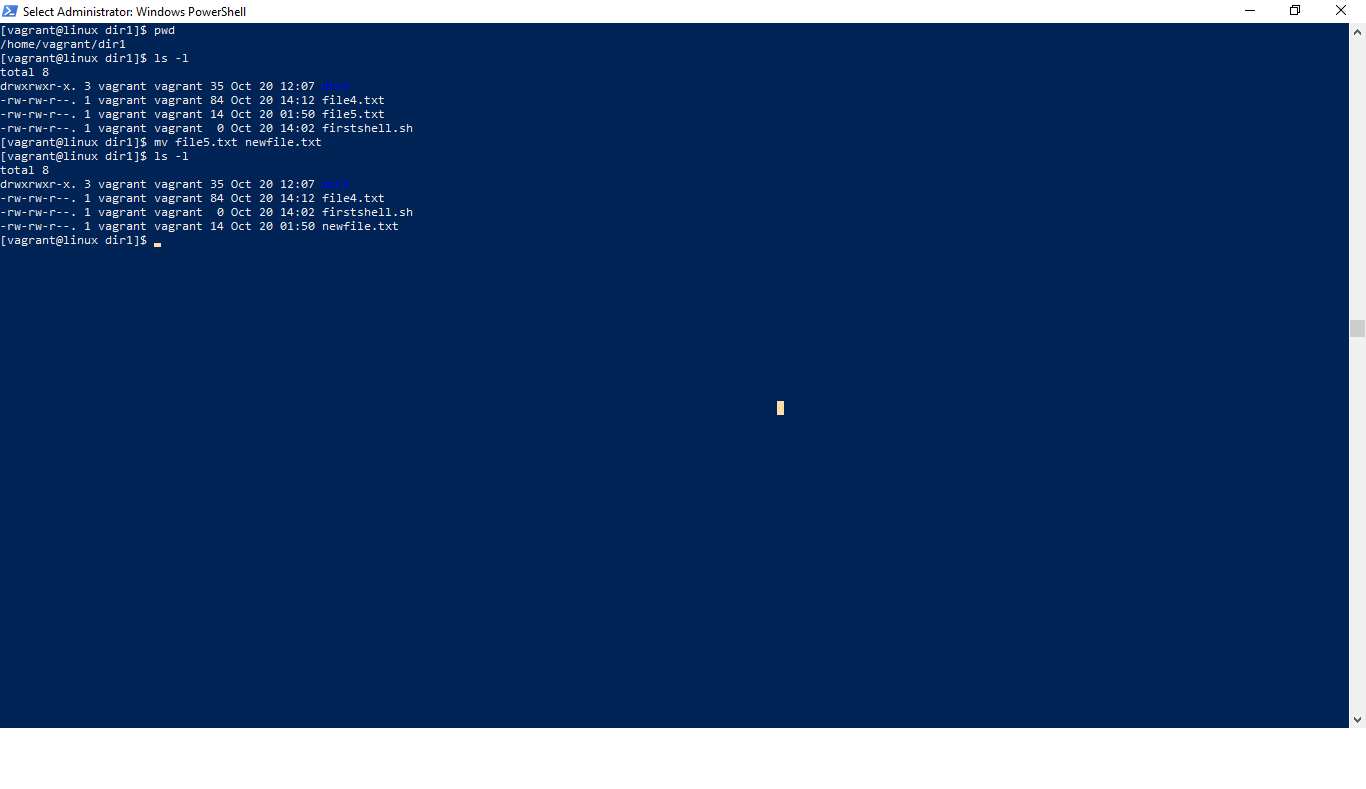 Select Administrator: Windows PowerShell
[vagrant@linux dir1]$ pwd
/home/vagrant/dir1
[vagrant@linux dir1]$ ls -l
total 8
drwxrwxr-x. 3 vagrant vagrant 35 Oct 20 12:07 dir2
-rw-rw-r--. 1 vagrant vagrant 84 Oct 20 14:12 file4.txt
-rw-rw-r--. 1 vagrant vagrant 14 Oct 20 01:50 file5.txt
-rw-rw-r--. 1 vagrant vagrant  0 Oct 20 14:02 firstshell.sh
[vagrant@linux dir1]$ mv file5.txt newfile.txt
[vagrant@linux dir1]$ ls -l
total 8
drwxrwxr-x. 3 vagrant vagrant 35 Oct 20 12:07 dir2
-rw-rw-r--. 1 vagrant vagrant 84 Oct 20 14:12 file4.txt
-rw-rw-r--. 1 vagrant vagrant  0 Oct 20 14:02 firstshell.sh
-rw-rw-r--. 1 vagrant vagrant 14 Oct 20 01:50 newfile.txt
[vagrant@linux dir1]$